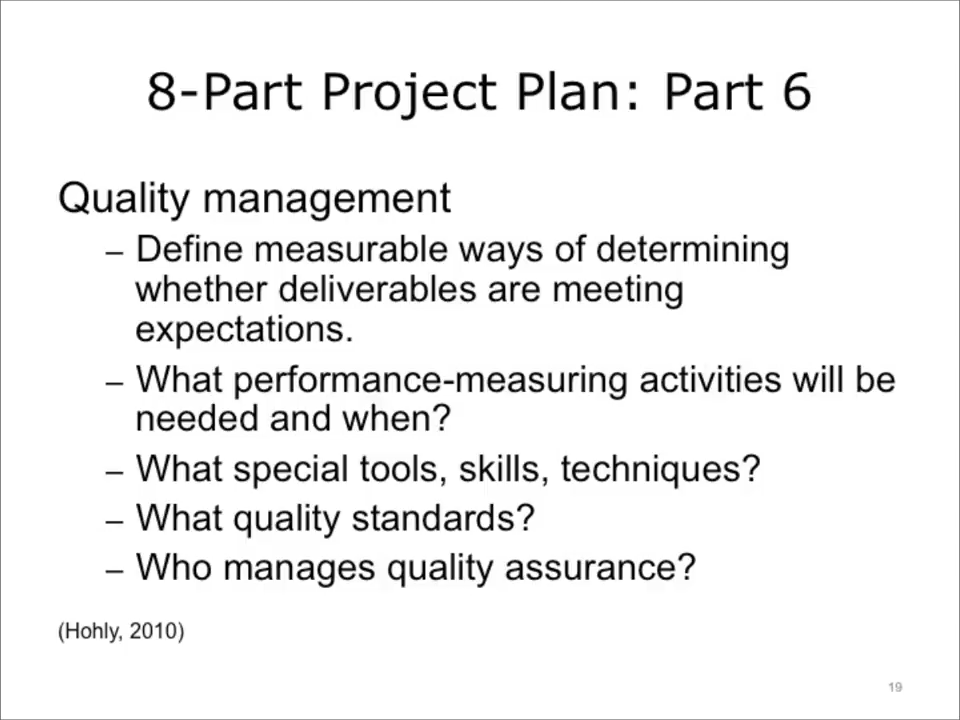 8-Part Project Plan: Part 6
Quality management
– Define measurable ways of determining
whether deliverables are meeting
expectations.
– What performance-measuring activities will be
needed and when?
– What special tools, skills, techniques?
– What quality standards?
– Who manages quality assurance?
(Hohly, 2010)
19